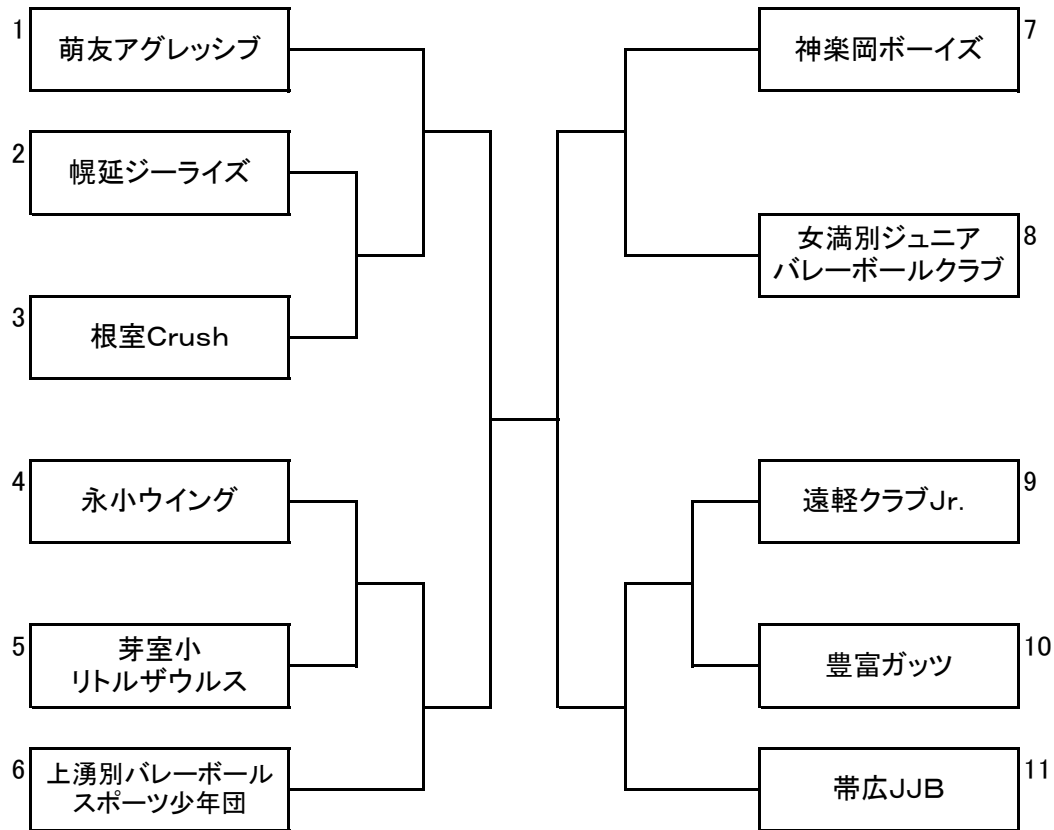 1
萌友アグレッシブ
2
幌延ジーライズ
3
根室Crush
4
永小ウイング
5
芽室小
リトルザウルス
6
上湧別バレーボール
スポーツ少年団
7
神楽岡ボーイズ
8
女満別ジュニア
バレーボールクラブ
9
遠軽クラブJr.
10
豊富ガッツ
11
帯広JJB